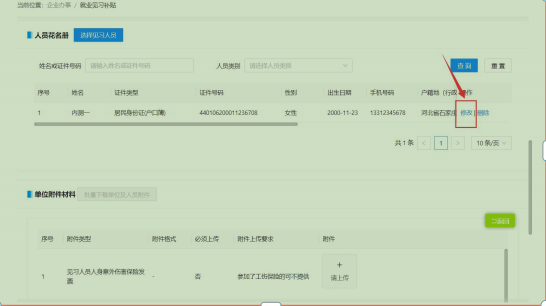 当前位置: 企业办事 / 就业见习补贴
人员花名册 选择见习人员
姓名或证件号码 请输入姓名或证件号码 人员类别 请选择人员类别 查询 重置
序号 姓名 证件类型 证件号码 性别 出生日期 手机号码 户籍地 (行政 操作
1 内测一 居民身份证(户口簿) 440106200011236708 女性 2000-11-23 13312345678 河北省石家庄 修改 删除
共 1 条 < 1 > 10 条/页
单位附件材料 批量下载单位及人员附件
返回
序号 附件类型 附件格式 必须上传 附件上传要求 附件
1 见习人员人身意外伤害保险发票 - 否 参加了工伤保险的可不提供 + 请上传